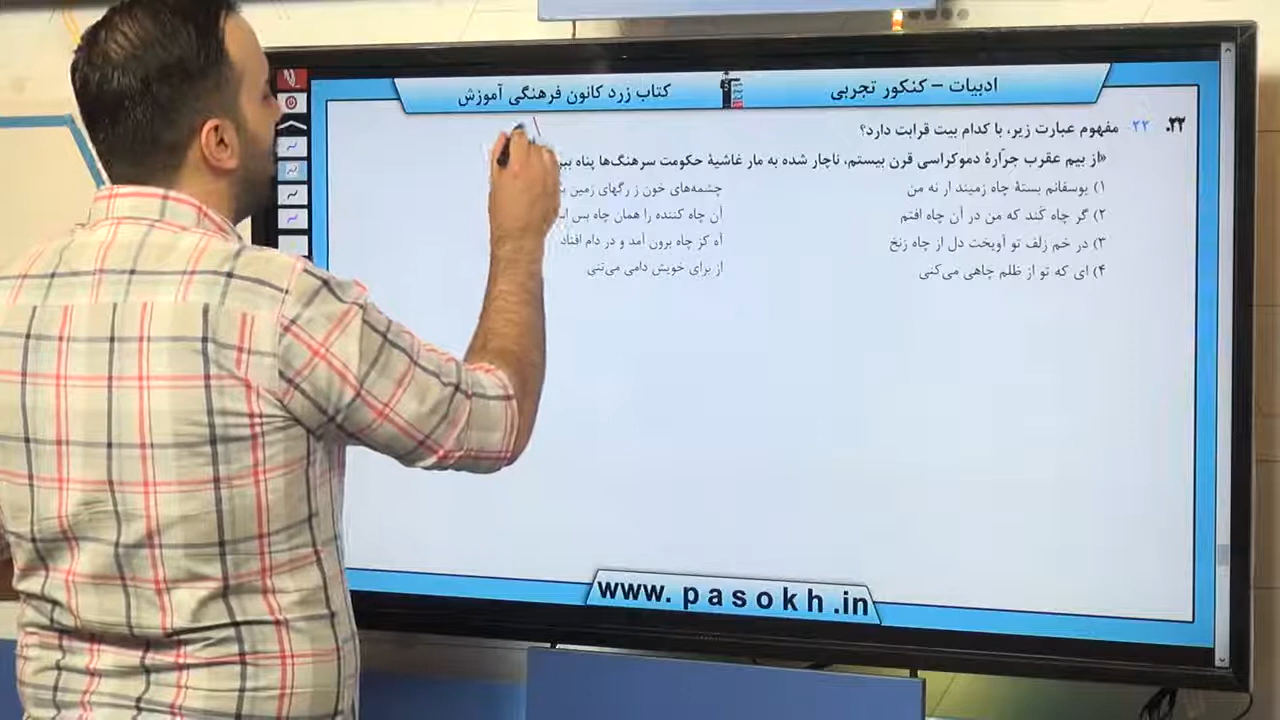 ادبیات – کنکور تجربی
کتاب زرد کانون فرهنگی آموزش
۲۲. ۲۲- مفهوم عبارت زیر، با کدام بیت قرابت دارد؟
«از بیم عقرب جرّارهٔ دموکراسی قرن بیستم، ناچار شده به مار غاشیهٔ حکومت سرهنگ‌ها پناه
۱) یوسفانم بستهٔ چاه زمیند ار نه من چشمه‌های خون ز رگهای زمین
۲) گر چاه کَند که من در آن چاه افتم آن چاه کننده را همان چاه بس
۳) در خم زلف تو آویخت دل از چاه زنخ آه کز چاه برون آمد و در دام افتاد
۴) ای که تو از ظلم چاهی می‌کنی از برای خویش دامی می‌تنی
www.pasokh.in